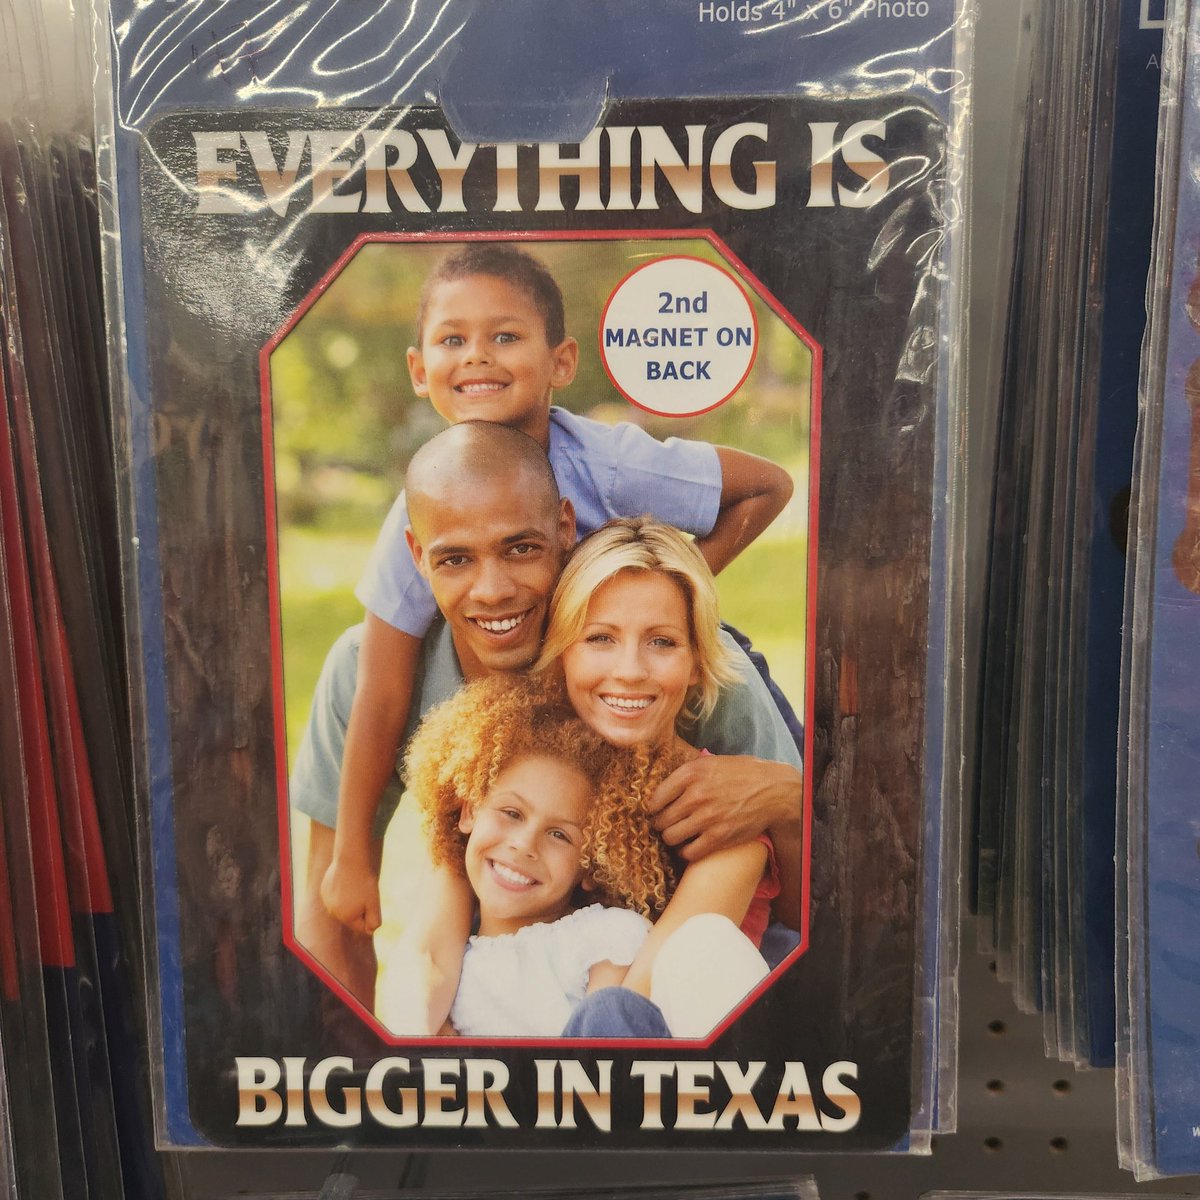 Holds 4" x 6" Photo
EVERYTHING IS
2nd
MAGNET ON
BACK
BIGGER IN TEXAS